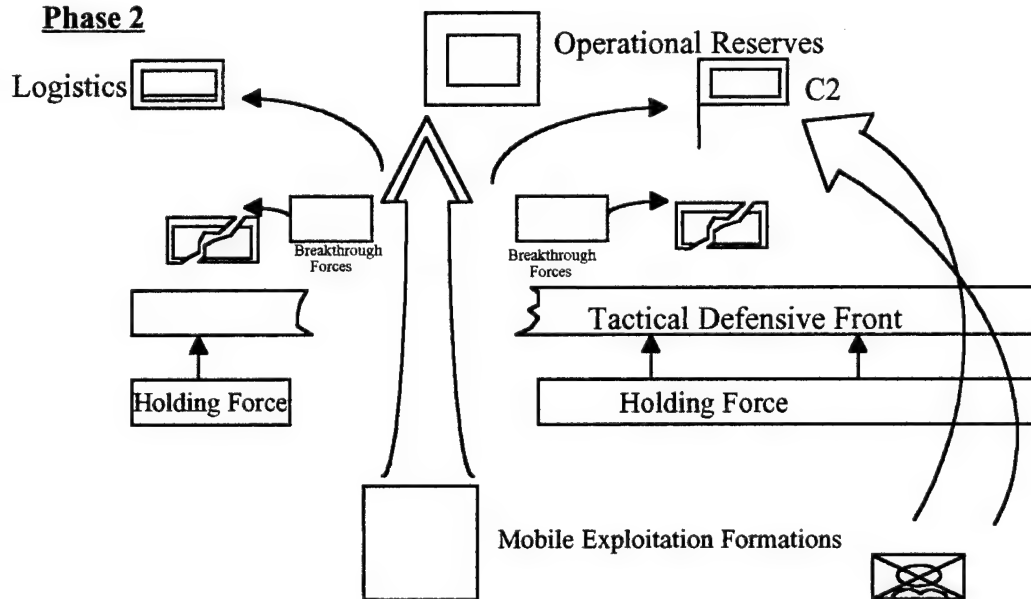 Phase 2
Operational Reserves
Logistics
C2
Breakthrough
Forces
Breakthrough
Forces
Tactical Defensive Front
Holding Force
Holding Force
Mobile Exploitation Formations